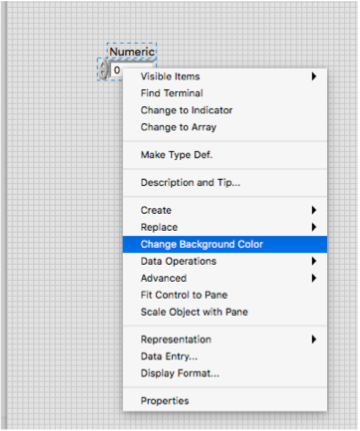 Numeric
0
Visible Items
Find Terminal
Change to Indicator
Change to Array
Make Type Def.
Description and Tip...
Create
Replace
Change Background Color
Data Operations
Advanced
Fit Control to Pane
Scale Object with Pane
Representation
Data Entry...
Display Format...
Properties